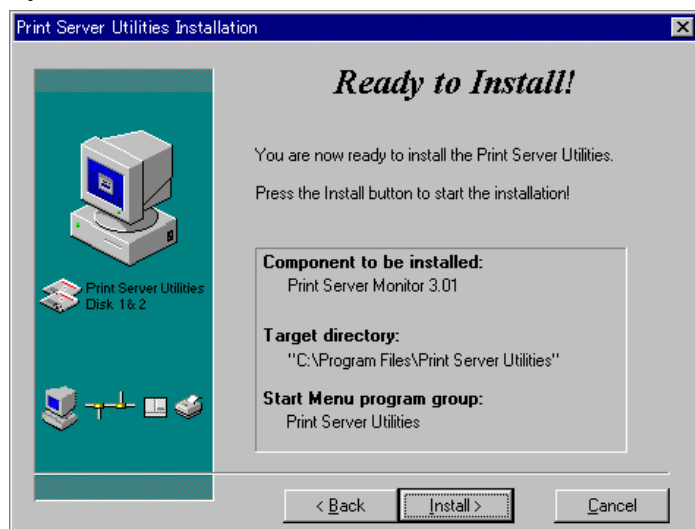 Print Server Utilities Installation
Ready to Install!
You are now ready to install the Print Server Utilities.
Press the Install button to start the installation!
Print Server Utilities
Disk 1 & 2
Component to be installed:
Print Server Monitor 3.01
Target directory:
"C:\Program Files\Print Server Utilities"
Start Menu program group:
Print Server Utilities
< Back
Install >
Cancel